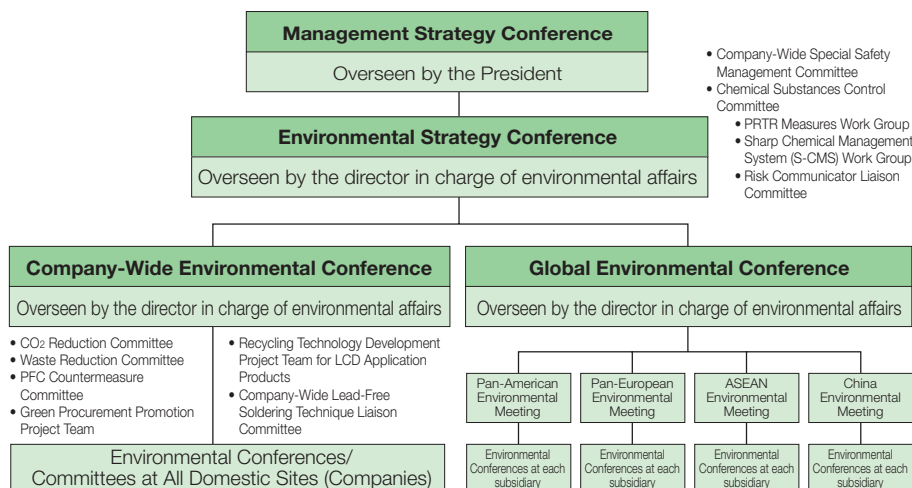 Management Strategy Conference
Overseen by the President
• Company-Wide Special Safety
Management Committee
• Chemical Substances Control
Committee
• PRTR Measures Work Group
• Sharp Chemical Management
System (S-CMS) Work Group
• Risk Communicator Liaison
Committee
Environmental Strategy Conference
Overseen by the director in charge of environmental affairs
Company-Wide Environmental Conference
Overseen by the director in charge of environmental affairs
• CO2 Reduction Committee
• Waste Reduction Committee
• PFC Countermeasure
Committee
• Green Procurement Promotion
Project Team
• Recycling Technology Development
Project Team for LCD Application
Products
• Company-Wide Lead-Free
Soldering Technique Liaison
Committee
Environmental Conferences/
Committees at All Domestic Sites (Companies)
Global Environmental Conference
Overseen by the director in charge of environmental affairs
Pan-American
Environmental
Meeting
Pan-European
Environmental
Meeting
ASEAN
Environmental
Meeting
China
Environmental
Meeting
Environmental
Conferences at each
subsidiary
Environmental
Conferences at each
subsidiary
Environmental
Conferences at each
subsidiary
Environmental
Conferences at each
subsidiary